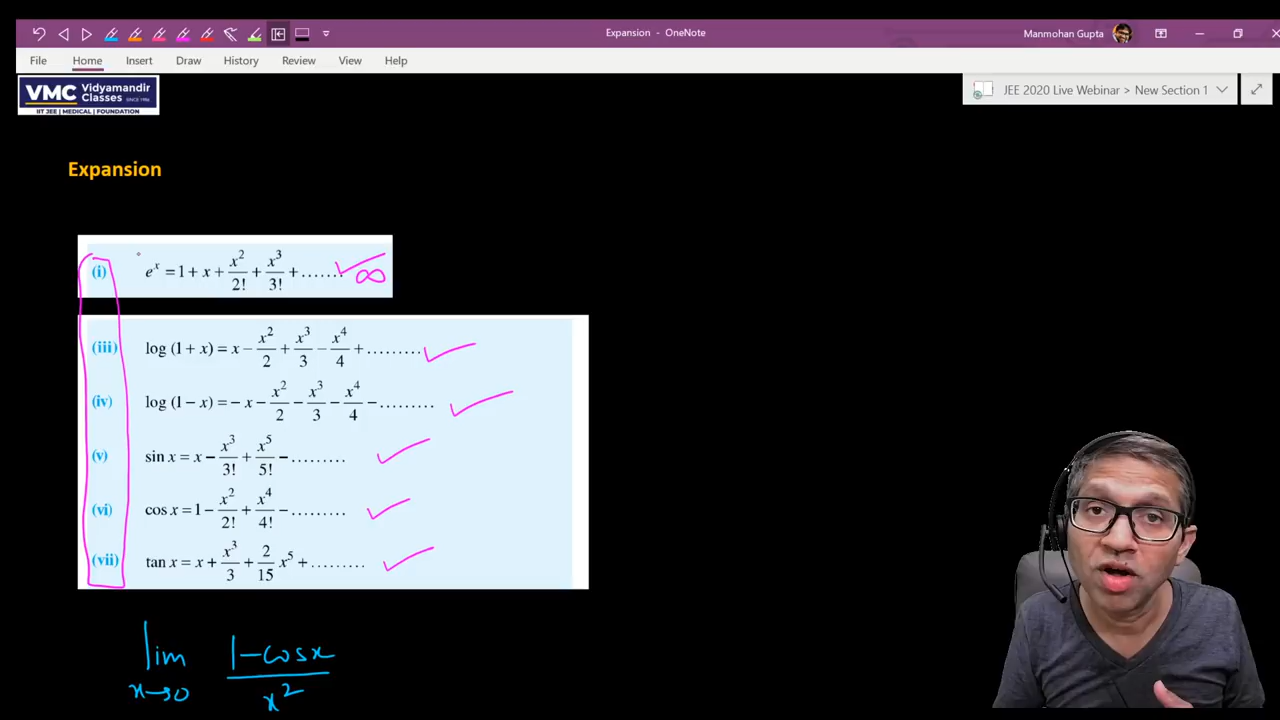 Expansion - OneNote
Manmohan Gupta
File Home Insert Draw History Review View Help
VMC Vidyamandir Classes SINCE 1986
IIT JEE | MEDICAL | FOUNDATION
JEE 2020 Live Webinar > New Section 1
Expansion
(i) e^x = 1 + x + x^2/2! + x^3/3! + ....... ∞
(iii) log (1 + x) = x − x^2/2 + x^3/3 − x^4/4 + .........
(iv) log (1 − x) = − x − x^2/2 − x^3/3 − x^4/4 − .........
(v) sin x = x − x^3/3! + x^5/5! − .........
(vi) cos x = 1 − x^2/2! + x^4/4! − .........
(vii) tan x = x + x^3/3 + 2/15 x^5 + .........
lim x→0 (1−cosx)/x^2